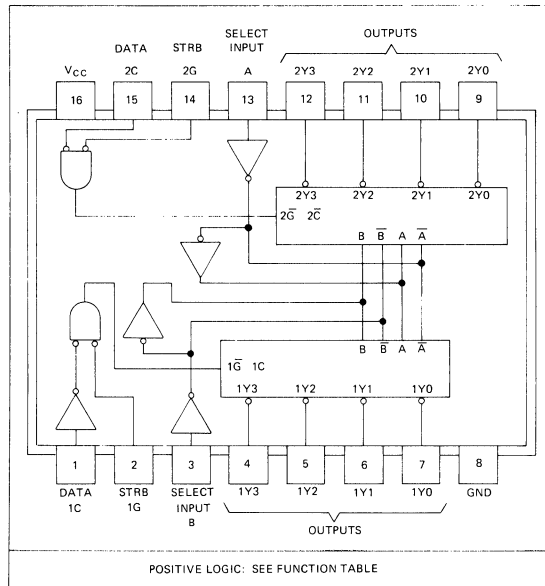 DATA STRB SELECT INPUT OUTPUTS
V_CC 2C 2G A 2Y3 2Y2 2Y1 2Y0
16 15 14 13 12 11 10 9
2Y3 2Y2 2Y1 2Y0
2G̅ 2C̅
B B̅ A A̅
B B̅ A A̅
1G̅ 1C
1Y3 1Y2 1Y1 1Y0
1 2 3 4 5 6 7 8
DATA 1C STRB 1G SELECT INPUT B 1Y3 1Y2 1Y1 1Y0 GND
OUTPUTS
POSITIVE LOGIC: SEE FUNCTION TABLE